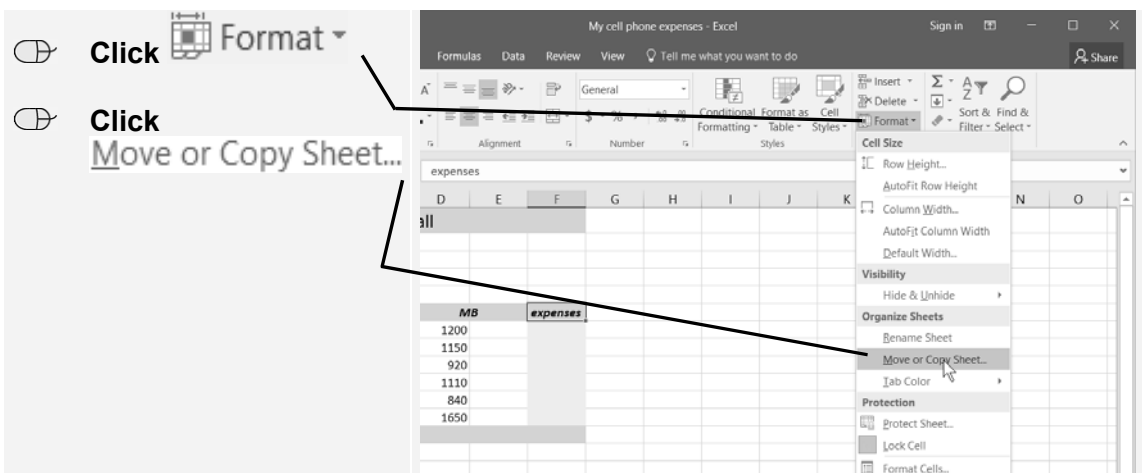 Click Format
Click
Move or Copy Sheet...
My cell phone expenses - Excel
Sign in
Formulas Data Review View Tell me what you want to do
Share
General
$ %
Conditional Formatting
Format as Table
Cell Styles
Insert
Delete
Format
Sort & Filter
Find & Select
Alignment
Number
Styles
Cell Size
Row Height...
AutoFit Row Height
Column Width...
AutoFit Column Width
Default Width...
Visibility
Hide & Unhide
Organize Sheets
Rename Sheet
Move or Copy Sheet...
Tab Color
Protection
Protect Sheet...
Lock Cell
Format Cells...
expenses
D E F G H I J K N O
all
MB expenses
1200
1150
920
1110
840
1650